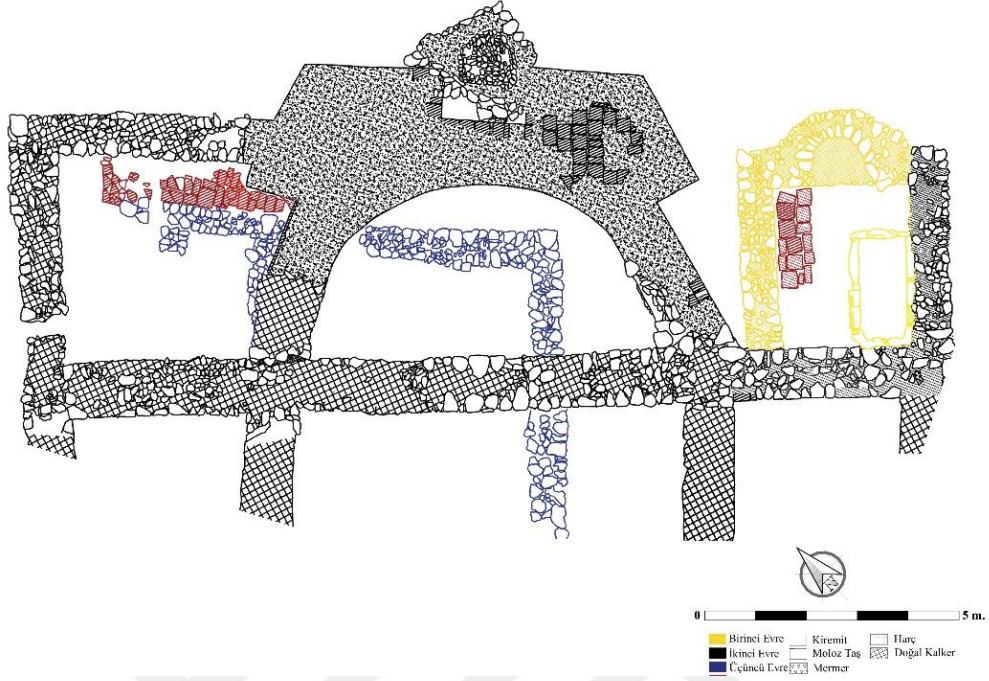 0 5 m.
Birinci Evre Kiremit Harç
İkinci Evre Moloz Taş Doğal Kalker
Üçüncü Evre Mermer